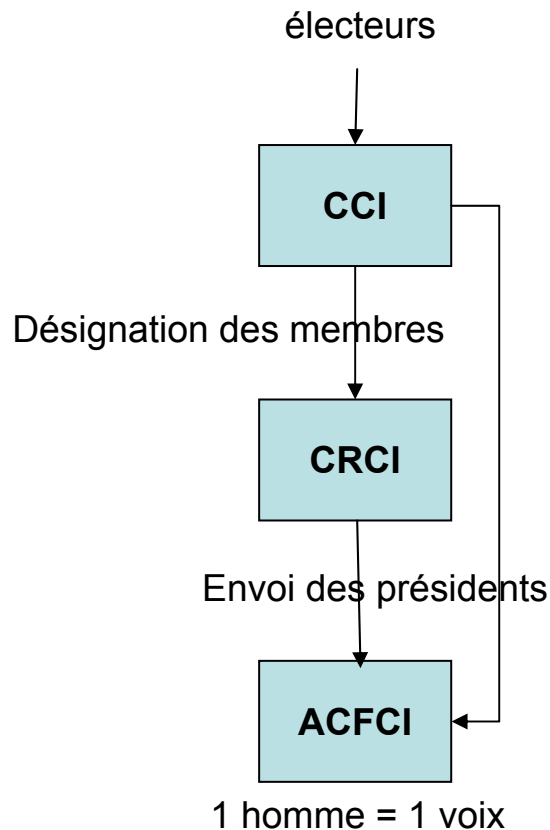 électeurs
CCI
Désignation des membres
CRCI
Envoi des présidents
ACFCI
1 homme = 1 voix